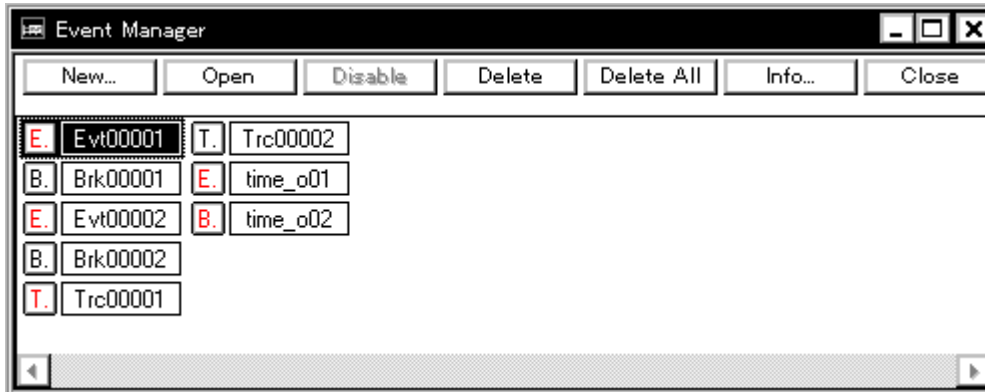 Event Manager
New... Open Disable Delete Delete All Info... Close
E. Evt00001 T. Trc00002
B. Brk00001 E. time_o01
E. Evt00002 B. time_o02
B. Brk00002
T. Trc00001